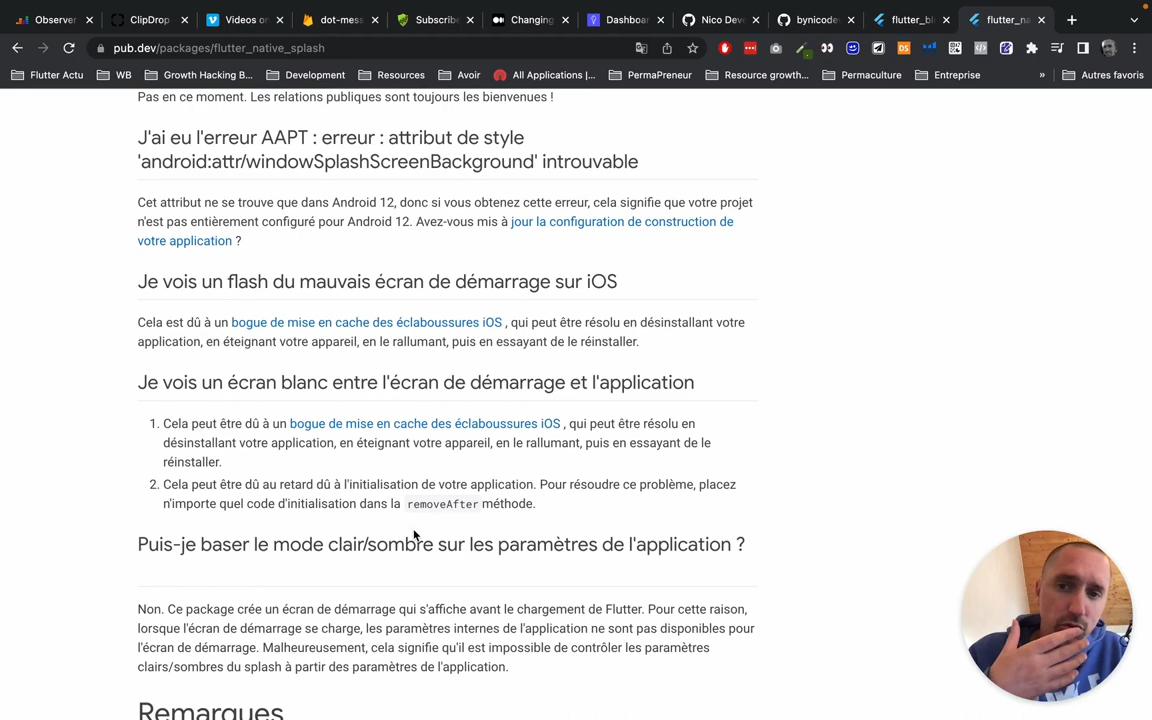 Observer
ClipDrop
Videos on
dot-mess
Subscribe
Changing
Dashboar
Nico Deve
bynicodev
flutter_bl
flutter_na
pub.dev/packages/flutter_native_splash
Flutter Actu
WB
Growth Hacking B...
Development
Resources
Avoir
All Applications |...
PermaPreneur
Resource growth...
Permaculture
Entreprise
»
Autres favoris
Pas en ce moment. Les relations publiques sont toujours les bienvenues !
J'ai eu l'erreur AAPT : erreur : attribut de style
'android:attr/windowSplashScreenBackground' introuvable
Cet attribut ne se trouve que dans Android 12, donc si vous obtenez cette erreur, cela signifie que votre projet
n'est pas entièrement configuré pour Android 12. Avez-vous mis à jour la configuration de construction de
votre application ?
Je vois un flash du mauvais écran de démarrage sur iOS
Cela est dû à un bogue de mise en cache des éclaboussures iOS , qui peut être résolu en désinstallant votre
application, en éteignant votre appareil, en le rallumant, puis en essayant de le réinstaller.
Je vois un écran blanc entre l'écran de démarrage et l'application
1. Cela peut être dû à un bogue de mise en cache des éclaboussures iOS , qui peut être résolu en
désinstallant votre application, en éteignant votre appareil, en le rallumant, puis en essayant de le
réinstaller.
2. Cela peut être dû au retard dû à l'initialisation de votre application. Pour résoudre ce problème, placez
n'importe quel code d'initialisation dans la removeAfter méthode.
Puis-je baser le mode clair/sombre sur les paramètres de l'application ?
Non. Ce package crée un écran de démarrage qui s'affiche avant le chargement de Flutter. Pour cette raison,
lorsque l'écran de démarrage se charge, les paramètres internes de l'application ne sont pas disponibles pour
l'écran de démarrage. Malheureusement, cela signifie qu'il est impossible de contrôler les paramètres
clairs/sombres du splash à partir des paramètres de l'application.
Remarques